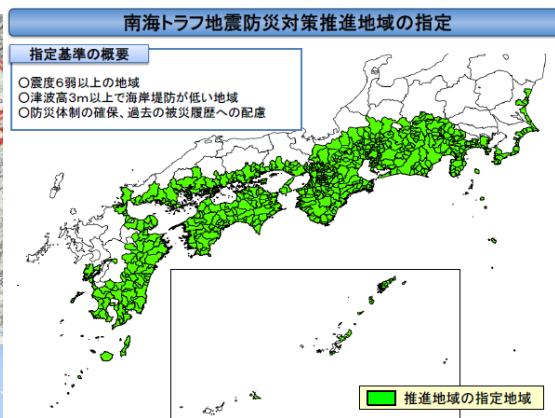 南海トラフ地震防災対策推進地域の指定
指定基準の概要
○震度6弱以上の地域
○津波高3m以上で海岸堤防が低い地域
○防災体制の確保、過去の被災履歴への配慮
推進地域の指定地域